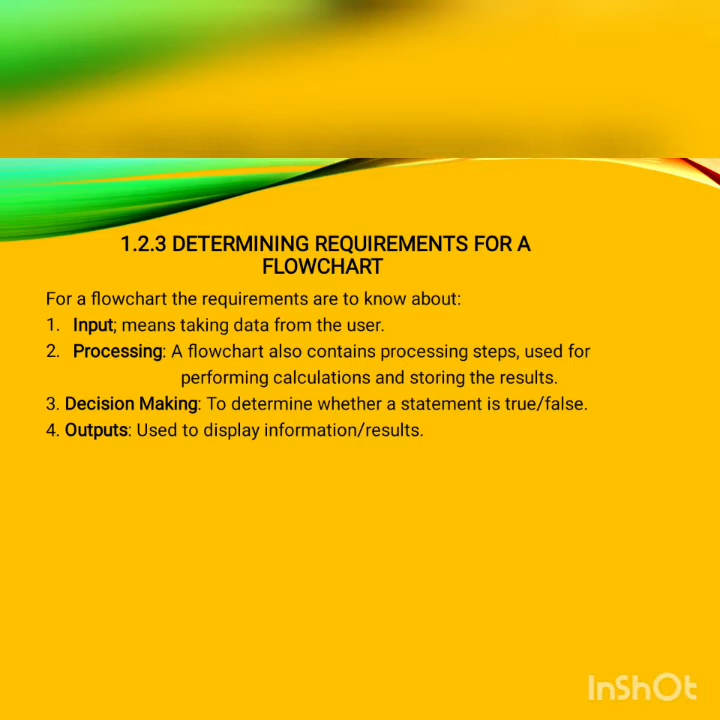 1.2.3 DETERMINING REQUIREMENTS FOR A
FLOWCHART
For a flowchart the requirements are to know about:
1. Input; means taking data from the user.
2. Processing: A flowchart also contains processing steps, used for
performing calculations and storing the results.
3. Decision Making: To determine whether a statement is true/false.
4. Outputs: Used to display information/results.
InShOt